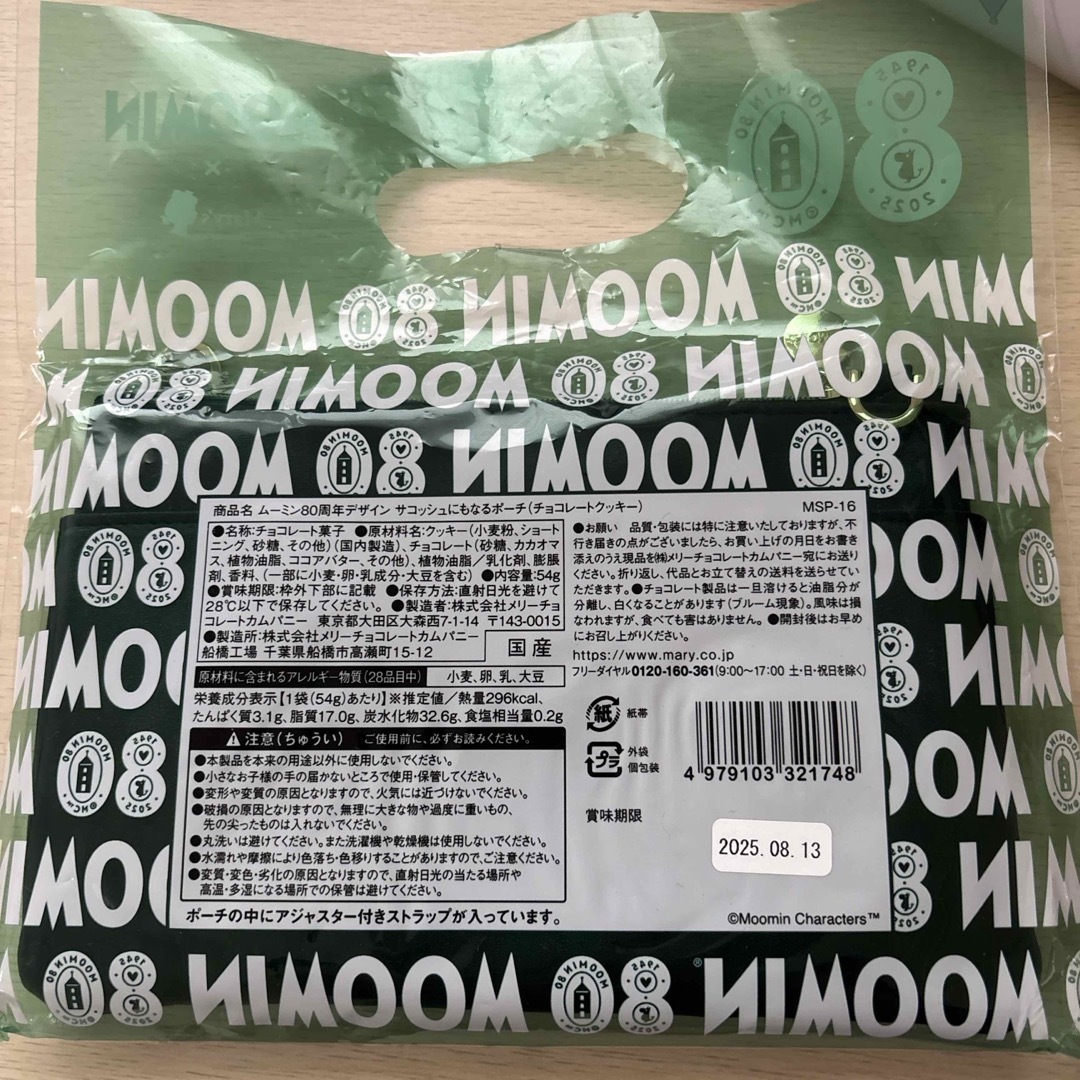 MOOMIN
1945
MOOMIN 80
©MC™
2025
MOOMIN 80 MOOMIN 80 MOOMIN
MOOMIN 80 MOOMIN
MOOMIN 80 MOOMIN 80
商品名 ムーミン80周年デザイン サコッシュにもなるポーチ(チョコレートクッキー) MSP-16
●名称:チョコレート菓子 ●原材料名:クッキー(小麦粉、ショート
ニング、砂糖、その他)(国内製造)、チョコレート(砂糖、カカオマ
ス、植物油脂、ココアバター、その他)、植物油脂/乳化剤、膨脹
剤、香料、(一部に小麦・卵・乳成分・大豆を含む) ●内容量:54g
●賞味期限:枠外下部に記載 ●保存方法:直射日光を避けて
28℃以下で保存してください。 ●製造者:株式会社メリーチョ
コレートカムパニー 東京都大田区大森西7-1-14 〒143-0015
●製造所:株式会社メリーチョコレートカムパニー
船橋工場 千葉県船橋市高瀬町15-12
国産
原材料に含まれるアレルギー物質(28品目中) 小麦、卵、乳、大豆
栄養成分表示【1袋(54g)あたり】※推定値/熱量296kcal、
たんぱく質3.1g、脂質17.0g、炭水化物32.6g、食塩相当量0.2g
注意(ちゅうい) ご使用前に、必ずお読みください。
●本製品を本来の用途以外に使用しないでください。
●小さなお子様の手の届かないところで使用・保管してください。
●変形や変質の原因となりますので、火気には近づけないでください。
●破損の原因となりますので、無理に大きな物や過度に重いもの、
先の尖ったものは入れないでください。
●丸洗いは避けてください。また洗濯機や乾燥機は使用しないでください。
●水濡れや摩擦により色落ち・色移りすることがありますので、ご注意ください。
●変質・変色・劣化の原因となりますので、直射日光の当たる場所や
高温・多湿になる場所での保管は避けてください。
ポーチの中にアジャスター付きストラップが入っています。
●お願い 品質・包装には特に注意いたしておりますが、不
行き届きの点がございましたら、お買い上げの月日をお書き
添えのうえ現品を㈱メリーチョコレートカムパニー宛にお送り
ください。折り返し、代品とお立て替えの送料を送らせてい
ただきます。●チョコレート製品は一旦溶けると油脂分が
分離し、白くなることがあります(ブルーム現象)。風味は損
なわれますが、食べても害はありません。●開封後はお早め
にお召し上がりください。
https://www.mary.co.jp
フリーダイヤル0120-160-361(9:00~17:00 土・日・祝日を除く)
紙 紙帯
プラ 外袋
個包装
4 979103 321748
賞味期限
2025.08.13
©Moomin Characters™
MOOMIN 80 MOOMIN 80 MOOMIN